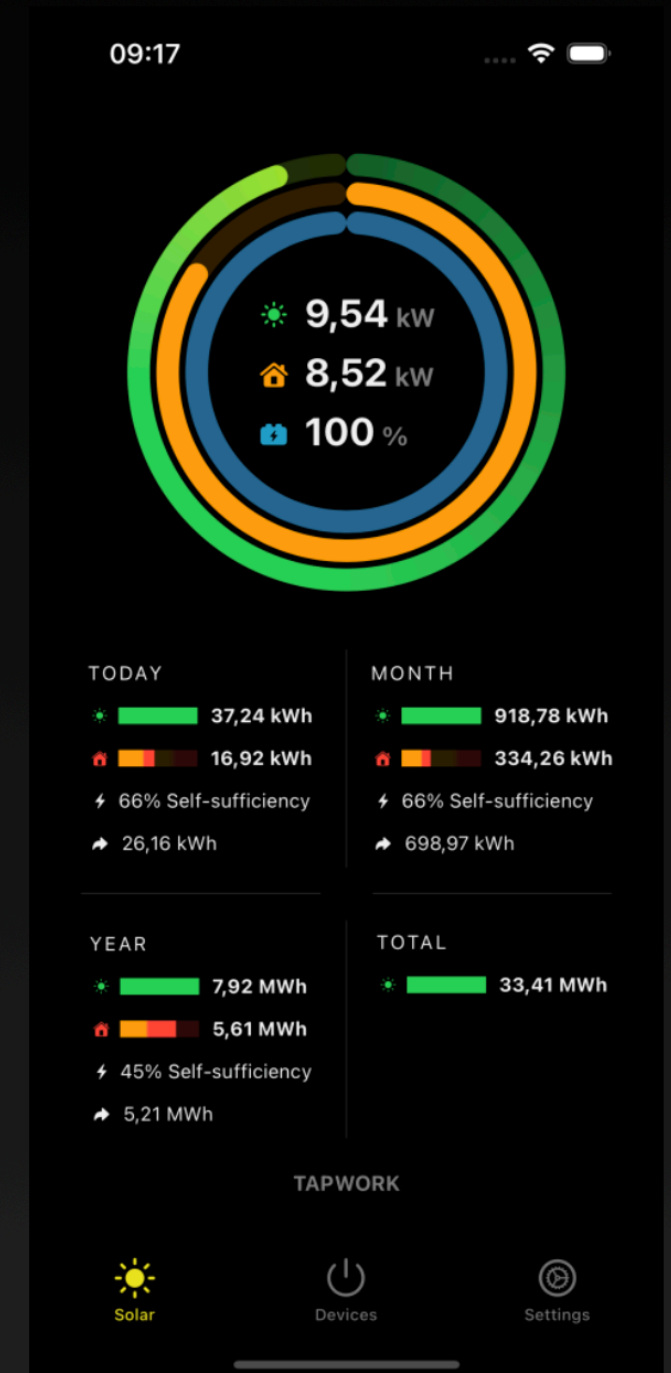 09:17
9,54 kW
8,52 kW
100 %
TODAY
37,24 kWh
16,92 kWh
66% Self-sufficiency
26,16 kWh
MONTH
918,78 kWh
334,26 kWh
66% Self-sufficiency
698,97 kWh
YEAR
7,92 MWh
5,61 MWh
45% Self-sufficiency
5,21 MWh
TOTAL
33,41 MWh
TAPWORK
Solar
Devices
Settings